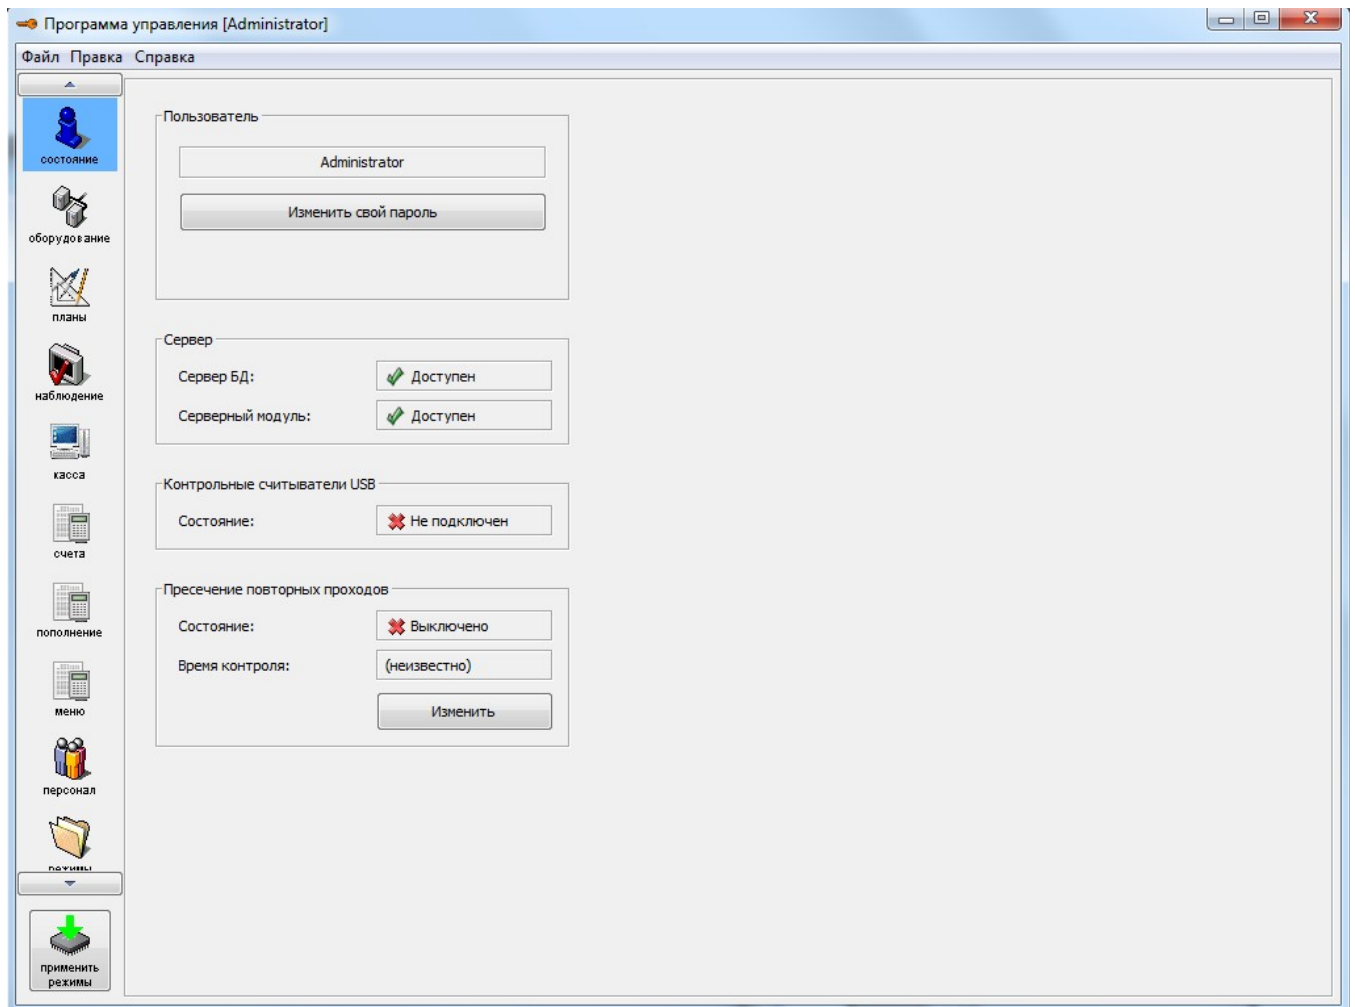 Программа управления [Administrator]
Файл Правка Справка
состояние
оборудование
планы
наблюдение
касса
счета
пополнение
меню
персонал
режимы
применить
режимы
Пользователь
Administrator
Изменить свой пароль
Сервер
Сервер БД: Доступен
Серверный модуль: Доступен
Контрольные считыватели USB
Состояние: Не подключен
Пресечение повторных проходов
Состояние: Выключено
Время контроля: (неизвестно)
Изменить